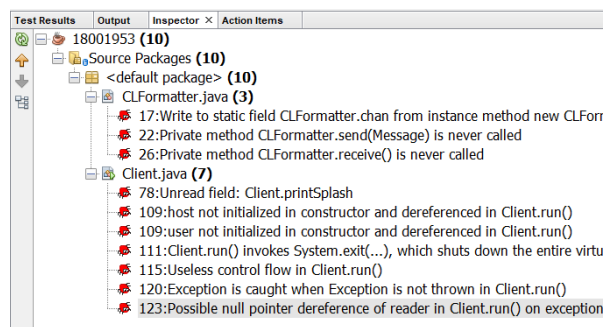 Test Results Output Inspector × Action Items
18001953 (10)
Source Packages (10)
<default package> (10)
CLFormatter.java (3)
17:Write to static field CLFormatter.chan from instance method new CLForr
22:Private method CLFormatter.send(Message) is never called
26:Private method CLFormatter.receive() is never called
Client.java (7)
78:Unread field: Client.printSplash
109:host not initialized in constructor and dereferenced in Client.run()
109:user not initialized in constructor and dereferenced in Client.run()
111:Client.run() invokes System.exit(...), which shuts down the entire virtu
115:Useless control flow in Client.run()
120:Exception is caught when Exception is not thrown in Client.run()
123:Possible null pointer dereference of reader in Client.run() on exception